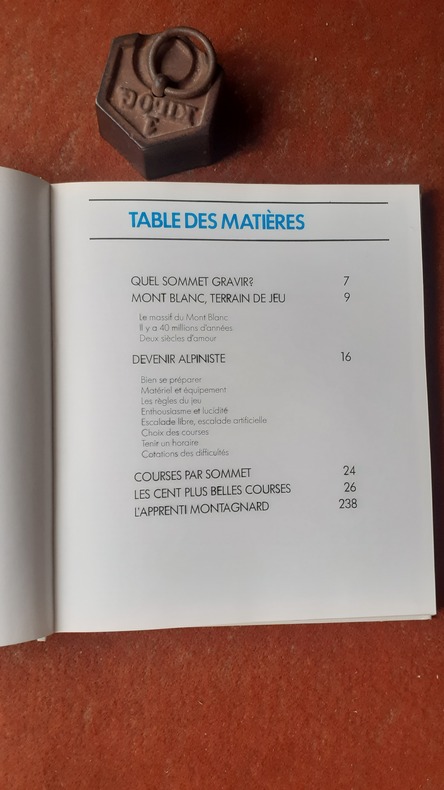 KILOG
TABLE DES MATIÈRES
QUEL SOMMET GRAVIR? 7
MONT BLANC, TERRAIN DE JEU 9
Le massif du Mont Blanc
Il y a 40 millions d'années
Deux siècles d'amour
DEVENIR ALPINISTE 16
Bien se préparer
Matériel et équipement
Les règles du jeu
Enthousiasme et lucidité
Escalade libre, escalade artificielle
Choix des courses
Tenir un horaire
Cotations des difficultés
COURSES PAR SOMMET 24
LES CENT PLUS BELLES COURSES 26
L'APPRENTI MONTAGNARD 238